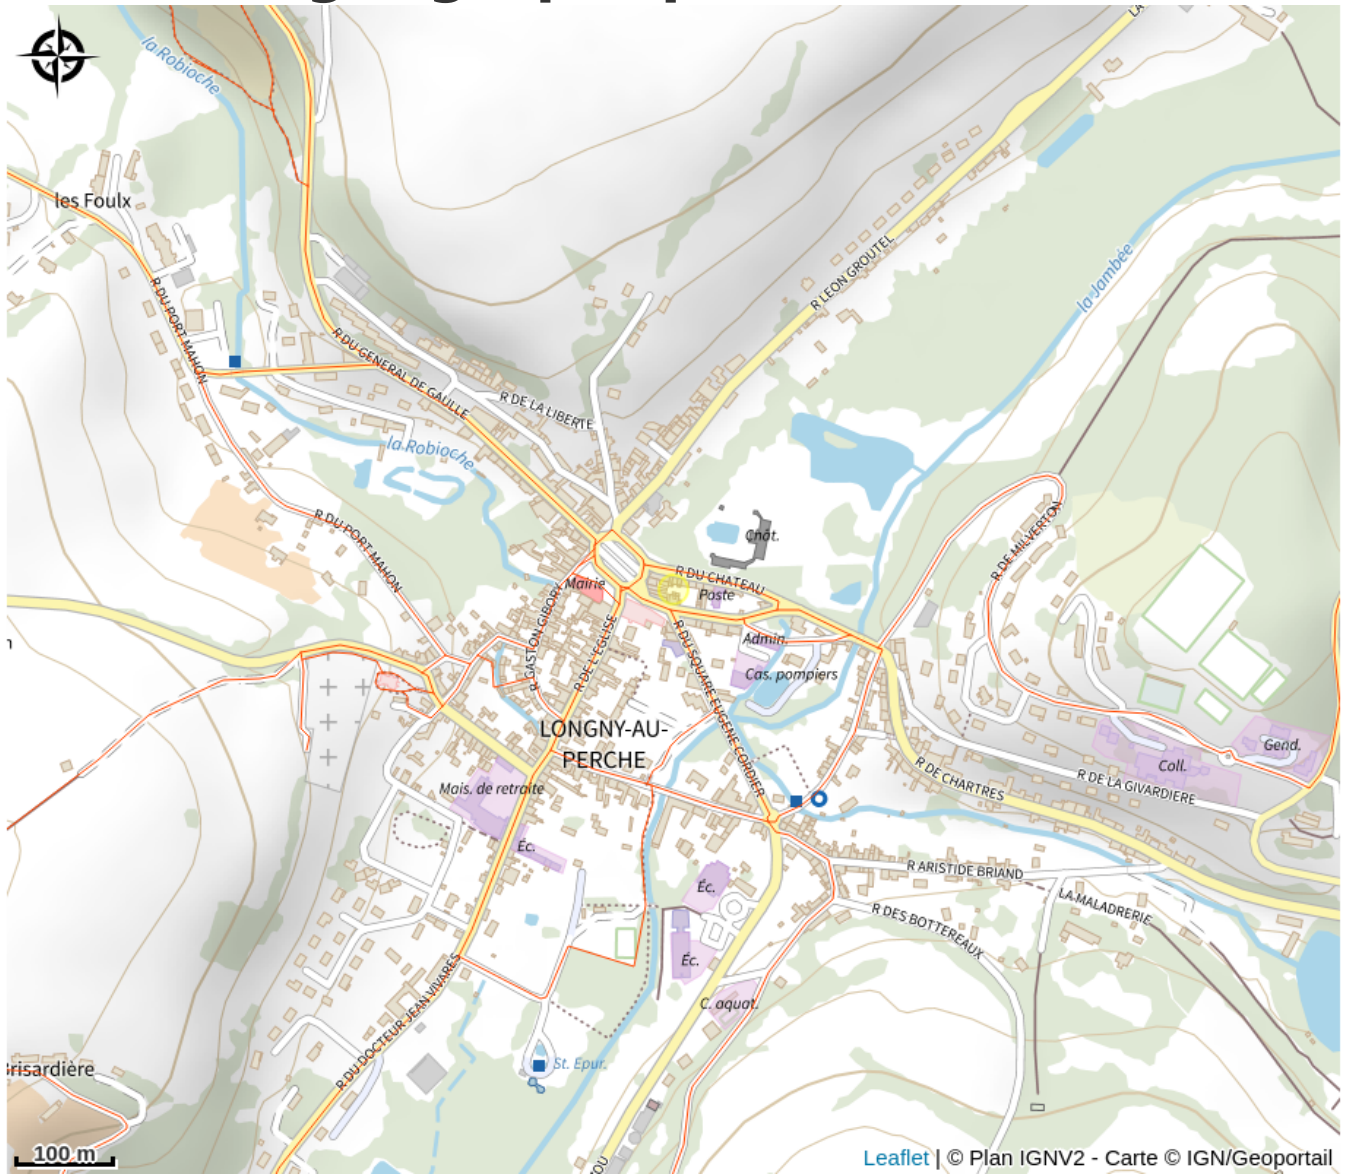 la Robioche
les Foulx
R LEON GROUTEL
la Jambée
R DU PORT MAHON
R DU GENERAL DE GAULLE
R DE LA LIBERTE
la Robioche
R DU PORT MAHON
Chât.
R DE MILVERTON
R DU CHATEAU
Mairie
Poste
R GASTON GIBORY
R DE L'EGLISE
R DU SQUARE EUGENE CORDIER
Admin.
Cas. pompiers
LONGNY-AU-
PERCHE
Gend.
Coll.
R DE CHARTRES
R DE LA GIVARDIERE
Mais. de retraite
Éc.
R ARISTIDE BRIAND
Éc.
LA MALADRERIE
R DES BOTTEREAUX
Éc.
C. aquat.
R DU DOCTEUR JEAN VIVARES
St. Epur.
risardière
100 m
Leaflet | © Plan IGNV2 - Carte © IGN/Geoportail